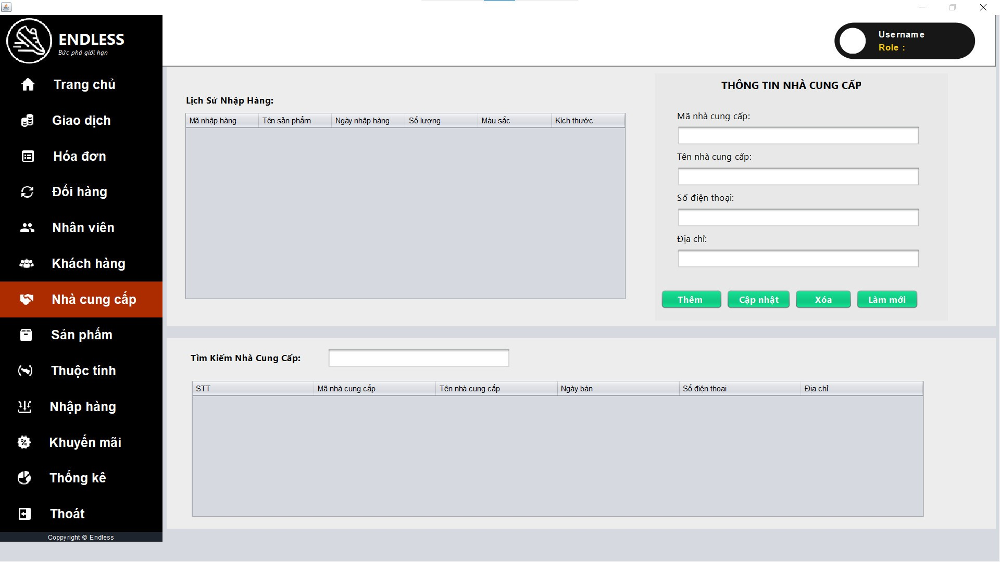 ENDLESS
Bức phá giới hạn
Username
Role :
Trang chủ
Giao dịch
Hóa đơn
Đổi hàng
Nhân viên
Khách hàng
Nhà cung cấp
Sản phẩm
Thuộc tính
Nhập hàng
Khuyến mãi
Thống kê
Thoát
Coppyright © Endless
Lịch Sử Nhập Hàng:
Mã nhập hàng Tên sản phẩm Ngày nhập hàng Số lượng Màu sắc Kích thước
THÔNG TIN NHÀ CUNG CẤP
Mã nhà cung cấp:
Tên nhà cung cấp:
Số điện thoại:
Địa chỉ:
Thêm Cập nhật Xóa Làm mới
Tìm Kiếm Nhà Cung Cấp:
STT Mã nhà cung cấp Tên nhà cung cấp Ngày bán Số điện thoại Địa chỉ